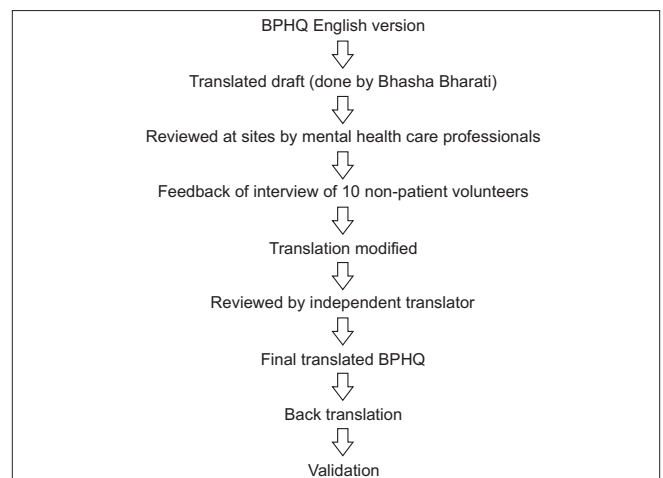 BPHQ English version
Translated draft (done by Bhasha Bharati)
Reviewed at sites by mental health care professionals
Feedback of interview of 10 non-patient volunteers
Translation modified
Reviewed by independent translator
Final translated BPHQ
Back translation
Validation